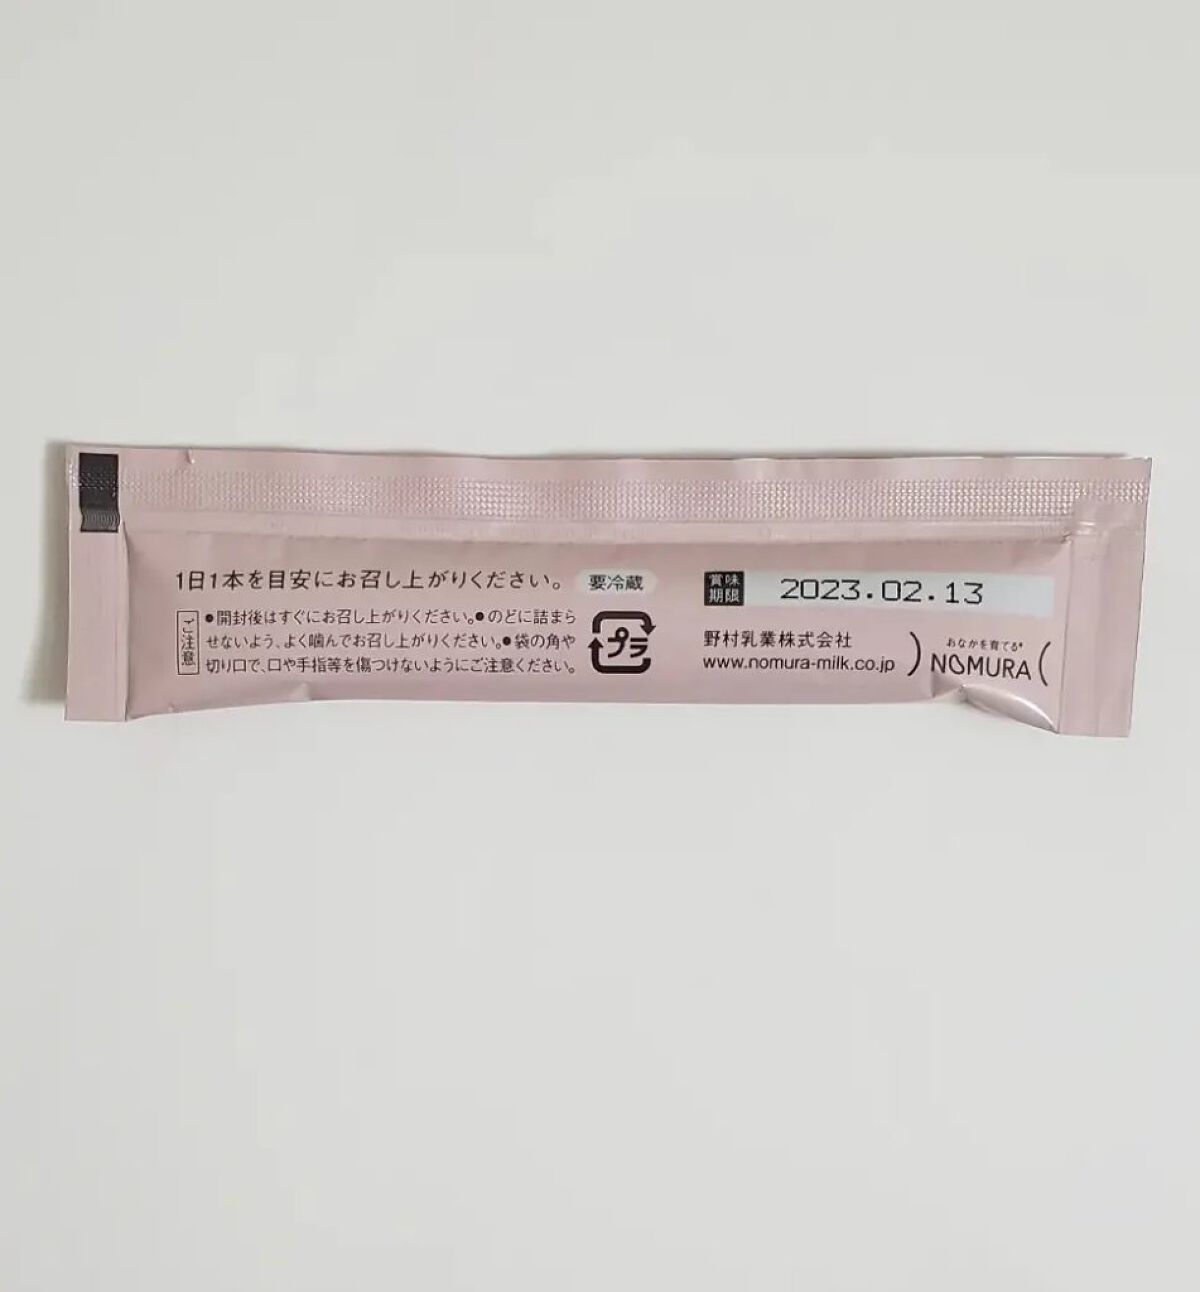 1日1本を目安にお召し上がりください。 要冷蔵
ご注意
●開封後はすぐにお召し上がりください。●のどに詰まら
せないよう、よく噛んでお召し上がりください。●袋の角や
切り口で、口や手指等を傷つけないようにご注意ください。
プラ
賞味期限 2023.02.13
野村乳業株式会社
www.nomura-milk.co.jp
おなかを育てる®
)NOMURA(